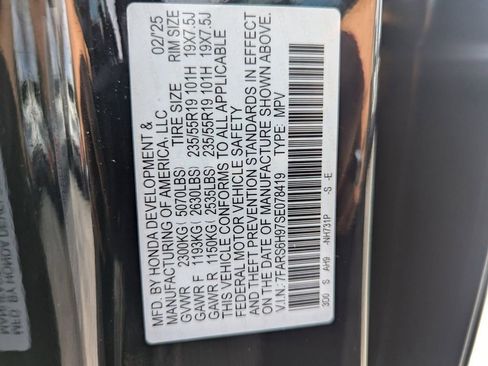 MFD. BY HONDA DEVELOPMENT &
MANUFACTURING OF AMERICA, LLC 02/25
GVWR 2300KG( 5070LBS) TIRE SIZE RIM SIZE
GAWR F 1193KG( 2630LBS) 235/55R19 101H 19X7.5J
GAWR R 1150KG( 2535LBS) 235/55R19 101H 19X7.5J
THIS VEHICLE CONFORMS TO ALL APPLICABLE
FEDERAL MOTOR VEHICLE SAFETY
BUMPER, AND THEFT PREVENTION STANDARDS IN EFFECT
ON THE DATE OF MANUFACTURE SHOWN ABOVE.
V.I.N.: 7FARS6H97SE078419 TYPE: MPV
3D0 S AH9 -NH731P -S -E